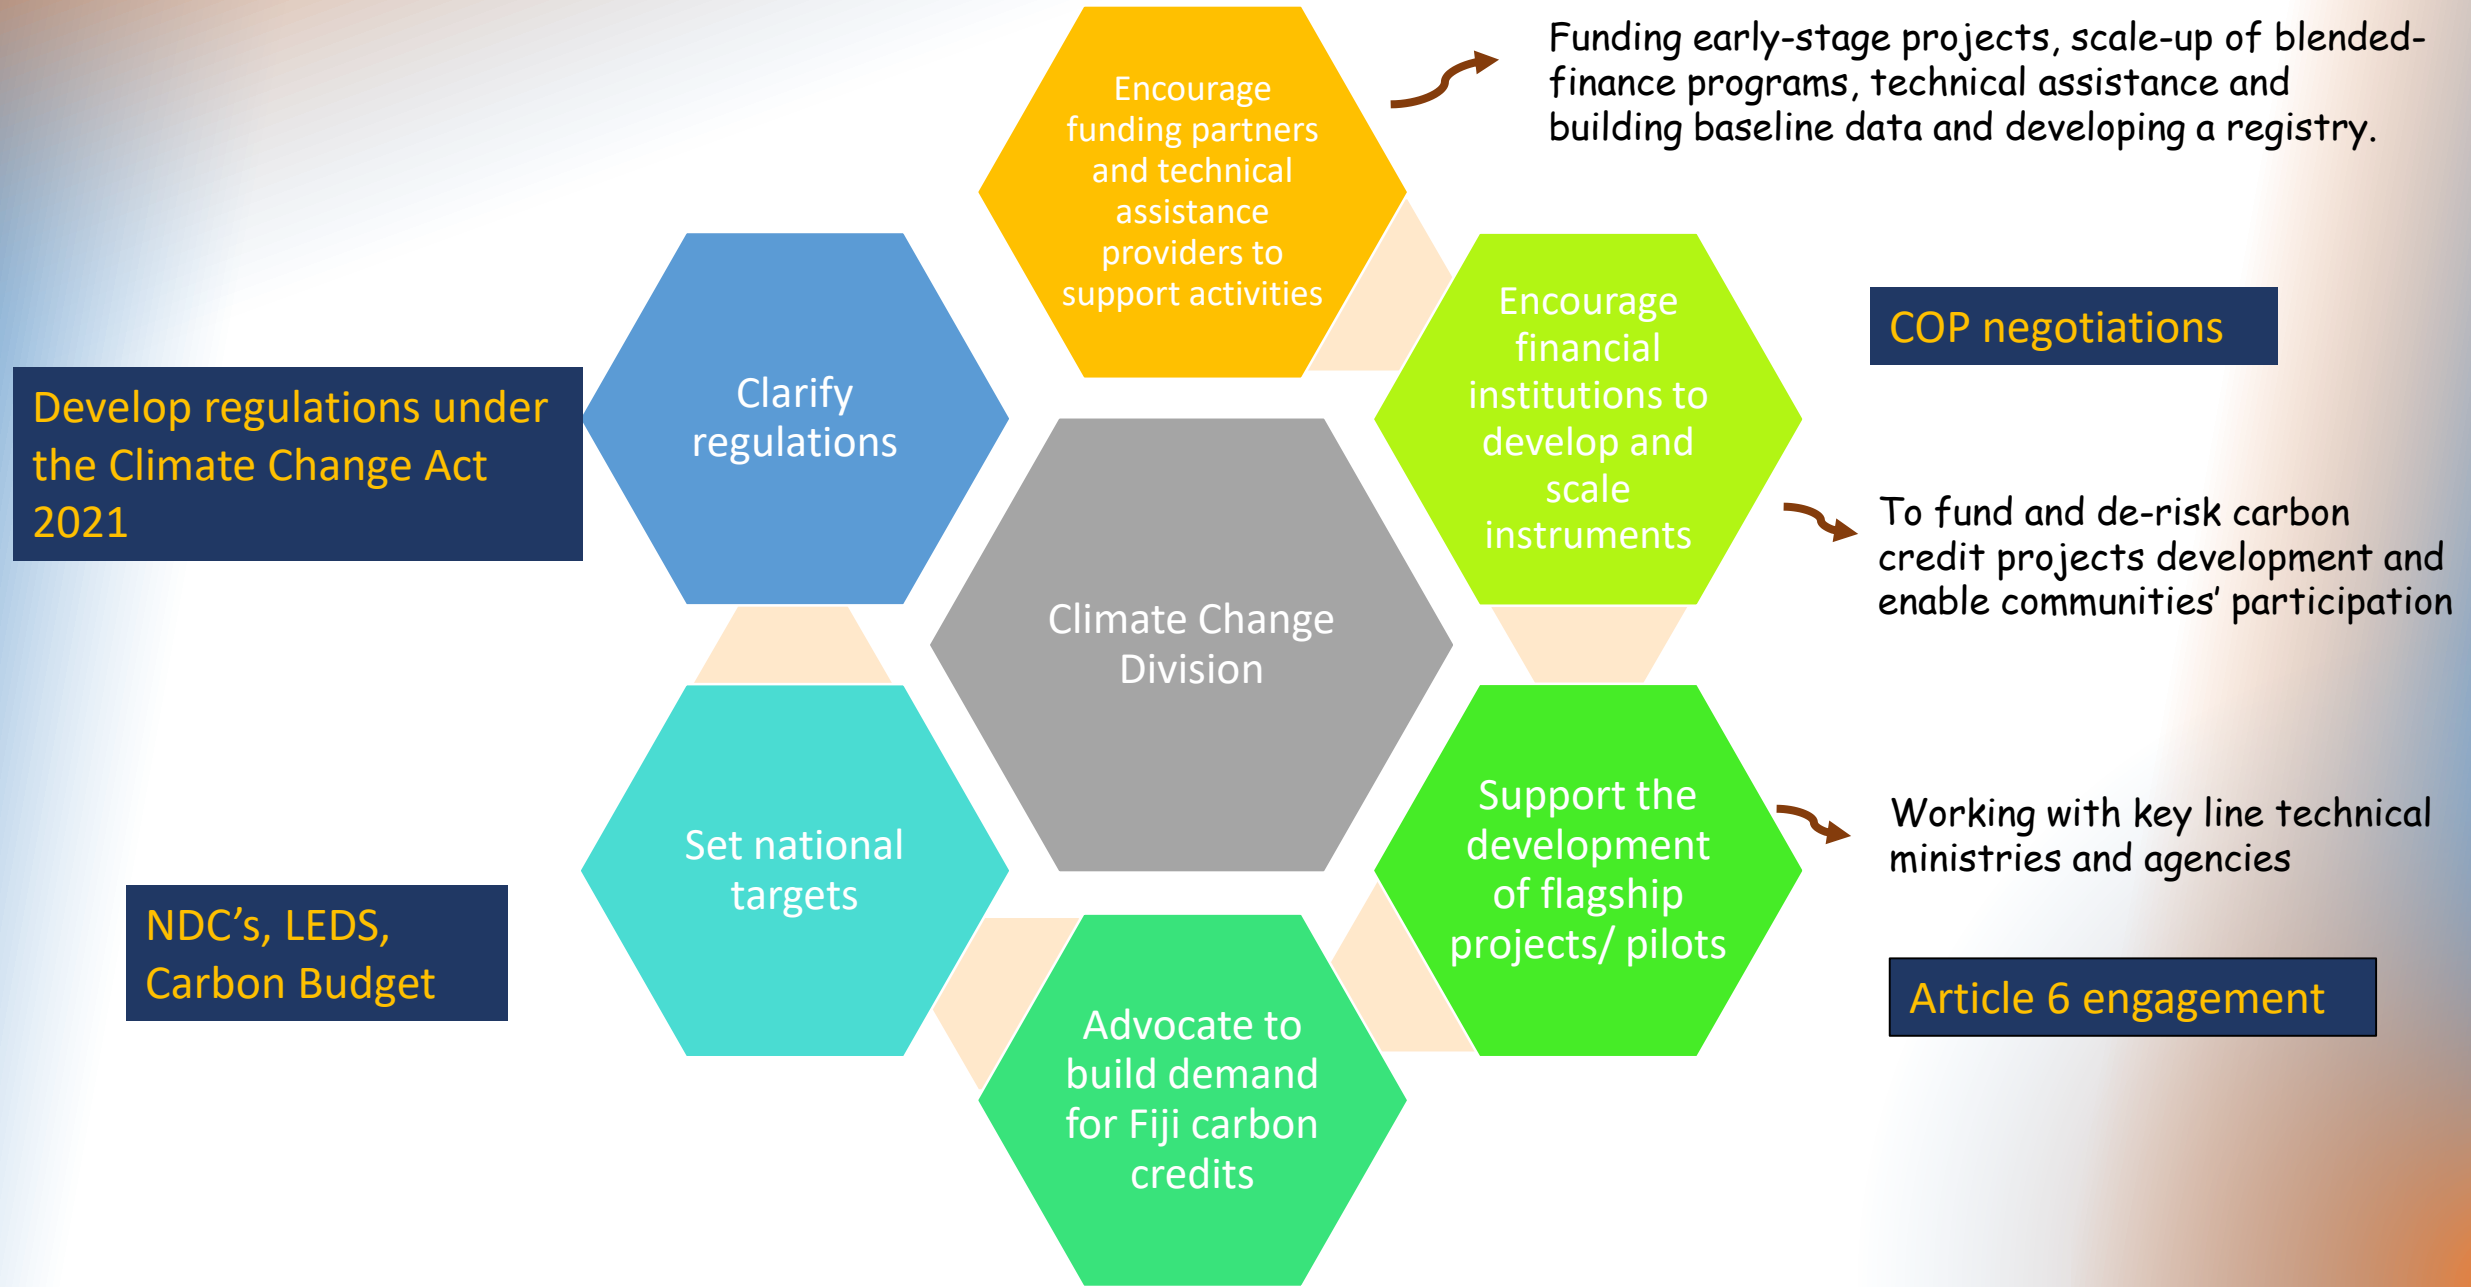 Encourage
funding partners
and technical
assistance
providers to
support activities
Funding early-stage projects, scale-up of blended-
finance programs, technical assistance and
building baseline data and developing a registry.
Encourage
financial
institutions to
develop and
scale
instruments
COP negotiations
To fund and de-risk carbon
credit projects development and
enable communities’ participation
Clarify
regulations
Develop regulations under
the Climate Change Act
2021
Climate Change
Division
Support the
development
of flagship
projects/ pilots
Working with key line technical
ministries and agencies
Article 6 engagement
Set national
targets
NDC’s, LEDS,
Carbon Budget
Advocate to
build demand
for Fiji carbon
credits